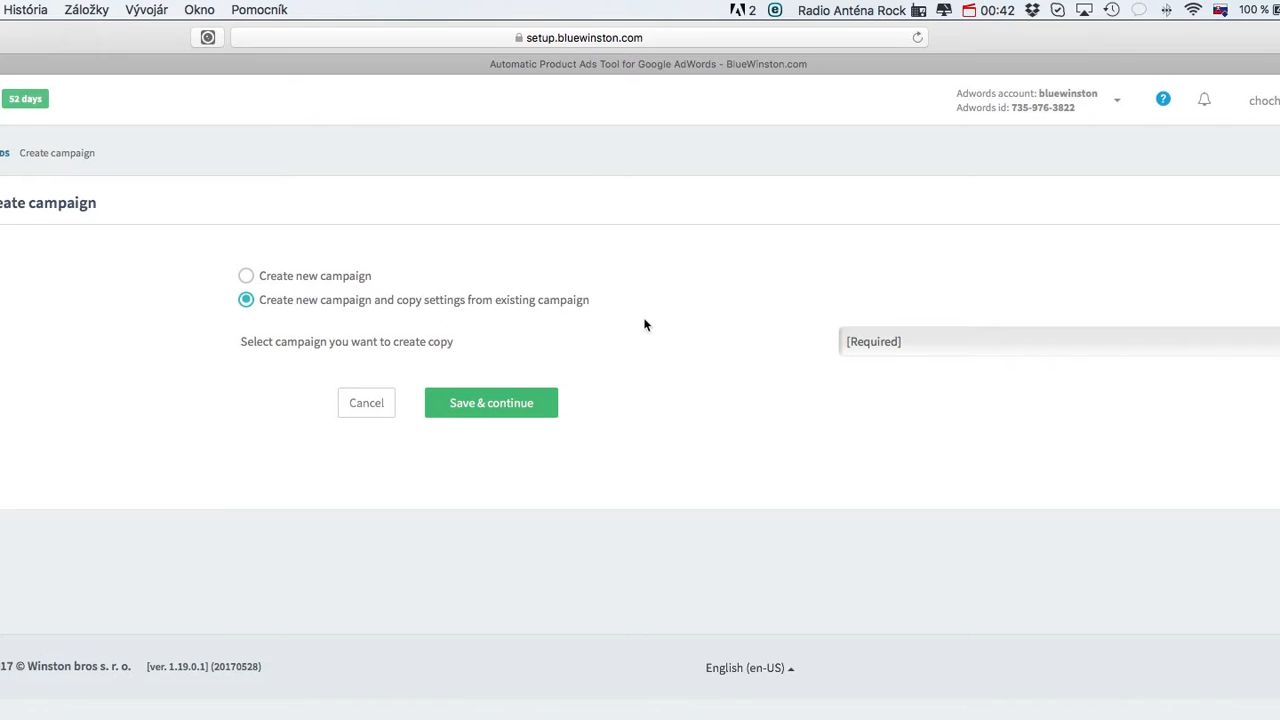 História Záložky Vývojár Okno Pomocník 2 Radio Anténa Rock 00:42 100 %
setup.bluewinston.com
Automatic Product Ads Tool for Google AdWords - BlueWinston.com
52 days
Adwords account: bluewinston
Adwords id: 735-976-3822
? choch
DS Create campaign
eate campaign
Create new campaign
Create new campaign and copy settings from existing campaign
Select campaign you want to create copy [Required]
Cancel Save & continue
17 © Winston bros s. r. o. [ver. 1.19.0.1] (20170528) English (en-US)